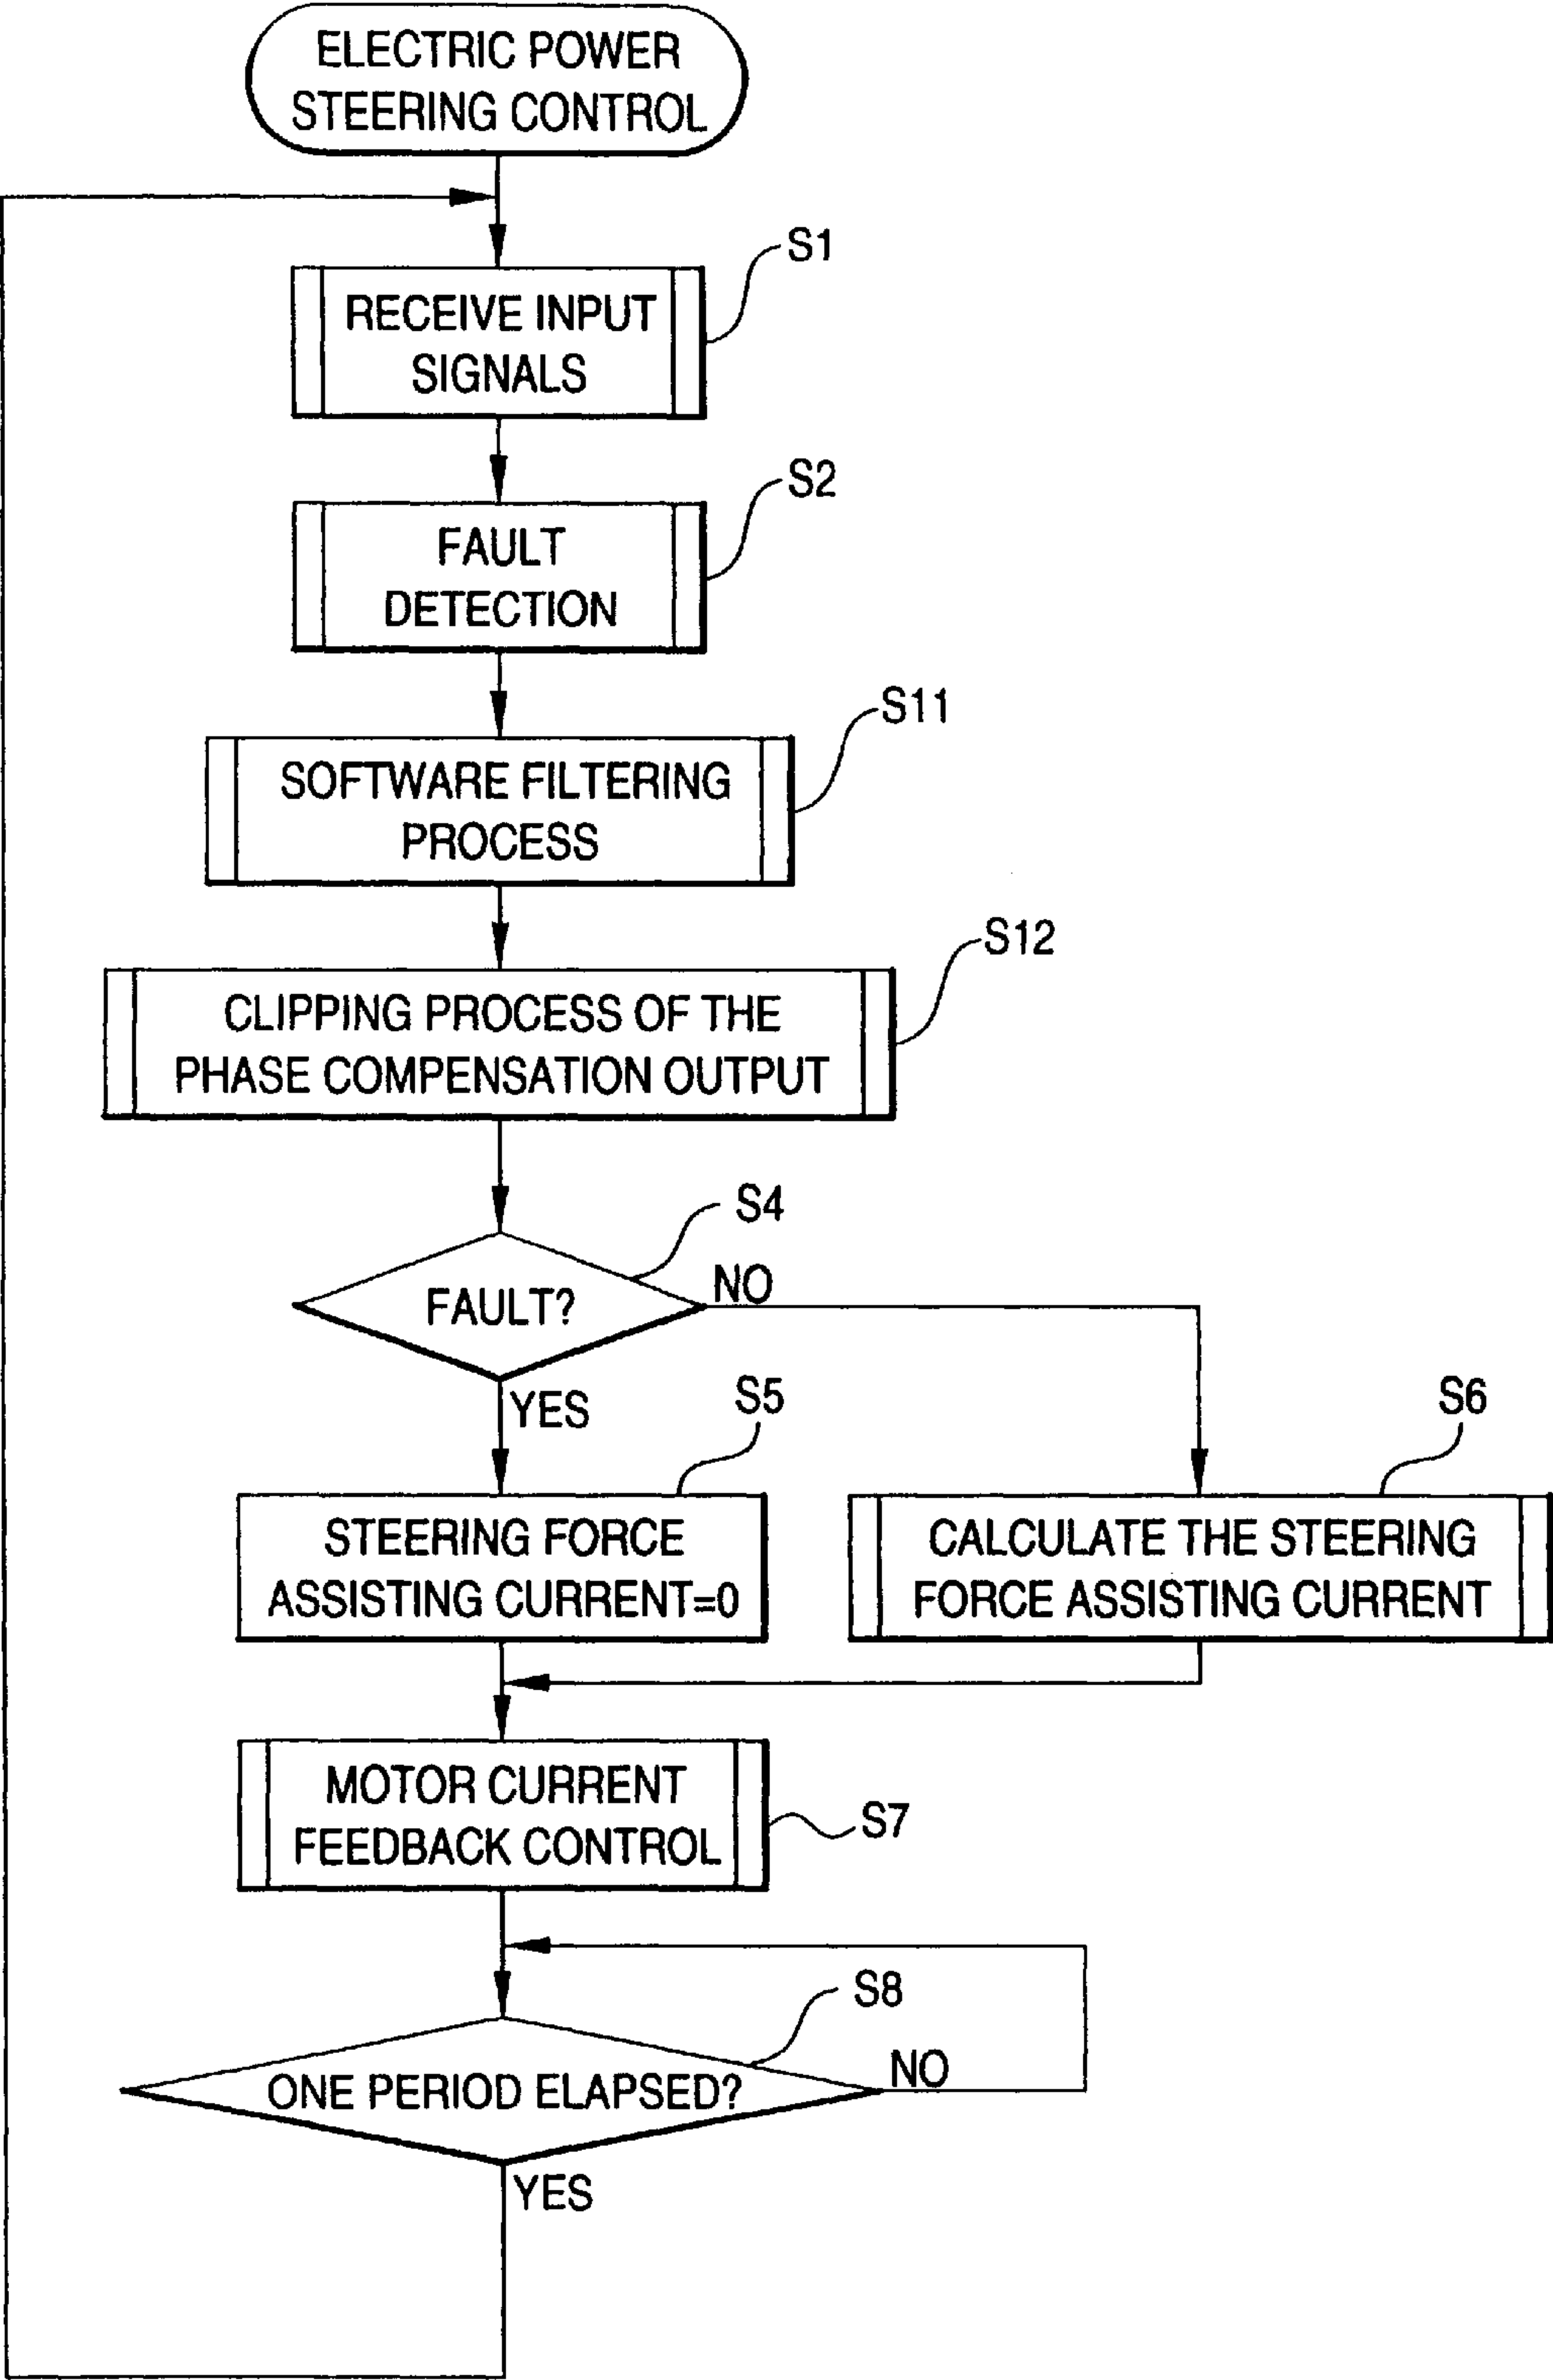 ELECTRIC POWER
STEERING CONTROL
S1
RECEIVE INPUT
SIGNALS
S2
FAULT
DETECTION
S11
SOFTWARE FILTERING
PROCESS
S12
CLIPPING PROCESS OF THE
PHASE COMPENSATION OUTPUT
S4
FAULT?
NO
YES
S5
STEERING FORCE
ASSISTING CURRENT=0
S6
CALCULATE THE STEERING
FORCE ASSISTING CURRENT
MOTOR CURRENT
FEEDBACK CONTROL
S7
S8
ONE PERIOD ELAPSED?
NO
YES